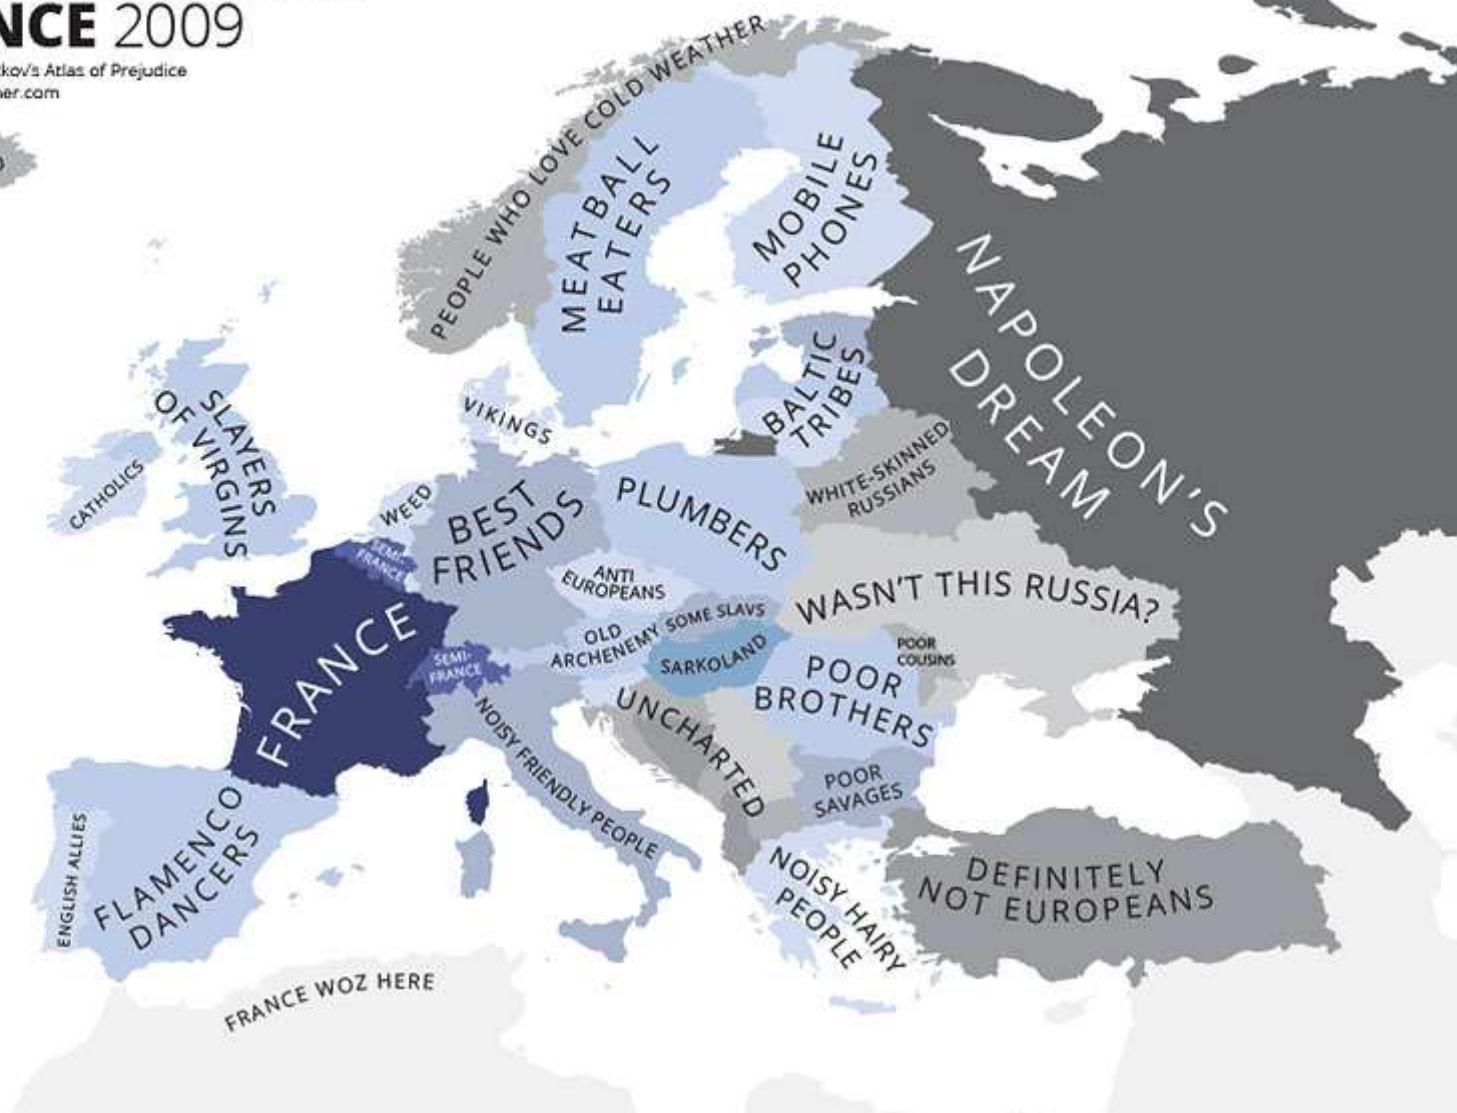 NCE 2009
kov's Atlas of Prejudice
er.com
PEOPLE WHO LOVE COLD WEATHER
MEATBALL
EATERS
MOBILE
PHONES
NAPOLEON'S
DREAM
BALTIC
TRIBES
VIKINGS
SLAYERS
OF VIRGINS
CATHOLICS
WEED
BEST
FRIENDS
PLUMBERS
WHITE-SKINNED
RUSSIANS
SEMI-
FRANCE
ANTI
EUROPEANS
WASN'T THIS RUSSIA?
FRANCE
SEMI-
FRANCE
OLD
ARCHENEMY
SOME SLAVS
SARKOLAND
POOR
COUSINS
POOR
BROTHERS
UNCHARTED
NOISY FRIENDLY PEOPLE
POOR
SAVAGES
ENGLISH ALLIES
FLAMENCO
DANCERS
NOISY HAIRY
PEOPLE
DEFINITELY
NOT EUROPEANS
FRANCE WOZ HERE